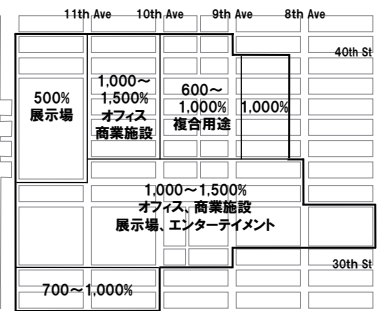 11th Ave 10th Ave 9th Ave 8th Ave
40th St
500%
展示場
1,000～
1,500%
オフィス
商業施設
600～
1,000%
複合用途
1,000%
1,000～1,500%
オフィス、商業施設
展示場、エンターテイメント
30th St
700～1,000%